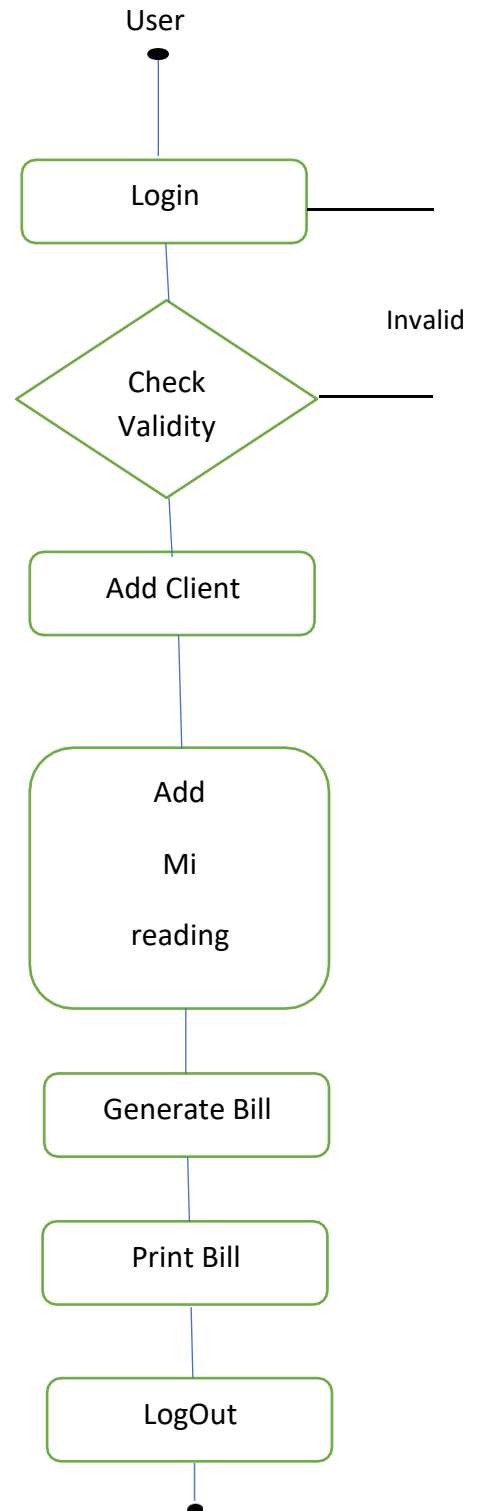 User
Login
Invalid
Check
Validity
Add Client
Add
Mi
reading
Generate Bill
Print Bill
LogOut